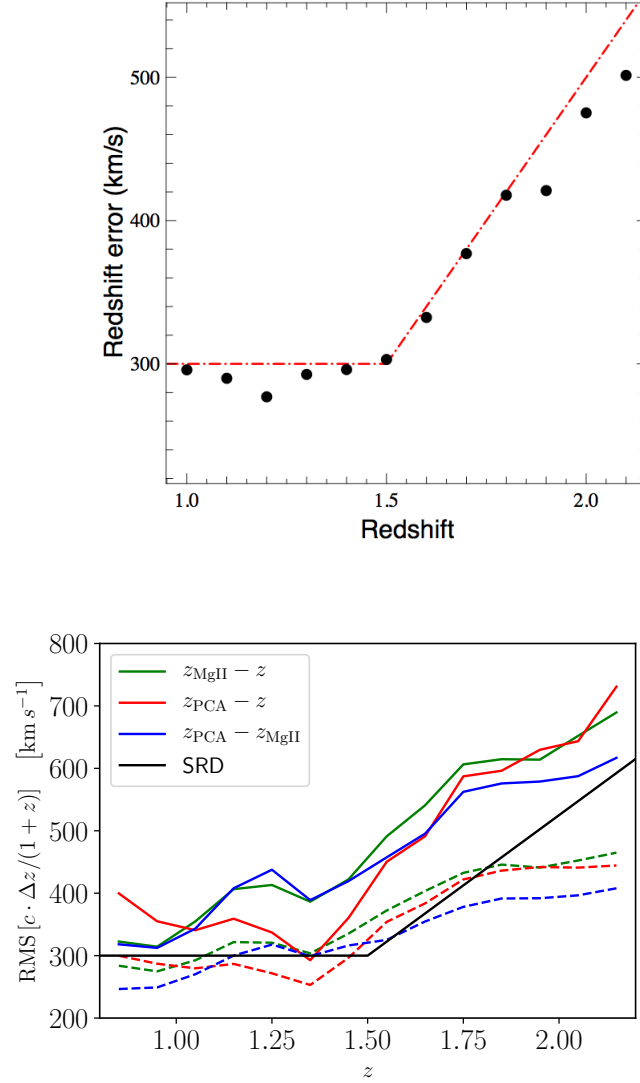 500
400
300
Redshift error (km/s)
1.0
1.5
2.0
Redshift
800
700
600
500
400
300
200
RMS [c · Δz/(1 + z)] [km s⁻¹]
z_MgII − z
z_PCA − z
z_PCA − z_MgII
SRD
1.00
1.25
1.50
1.75
2.00
z